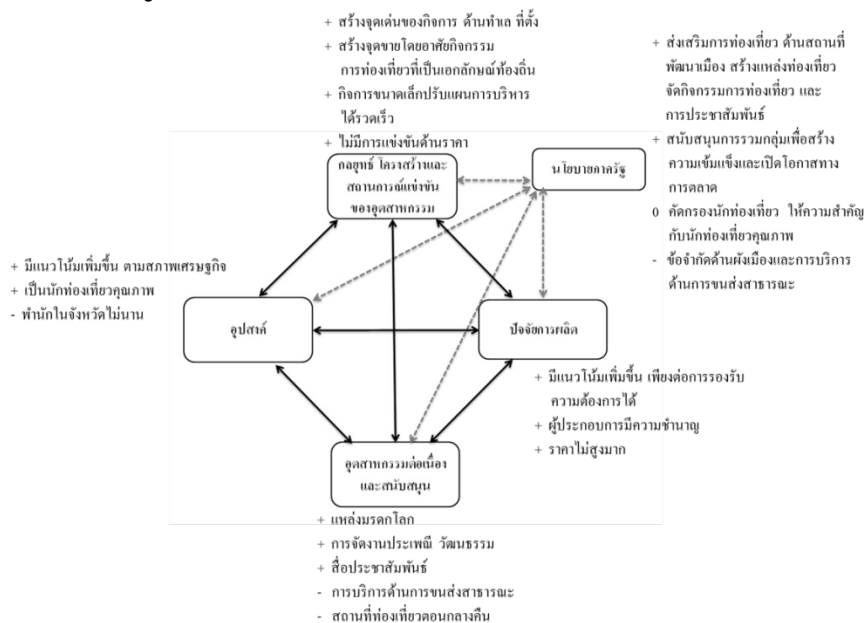 + สร้างจุดเด่นของกิจการ ด้านทำเล ที่ตั้ง
+ สร้างจุดขายโดยอาศัยกิจกรรม
การท่องเที่ยวที่เป็นเอกลักษณ์ท้องถิ่น
+ กิจการขนาดเล็กปรับแผนการบริหาร
ได้รวดเร็ว
+ ไม่มีการแข่งขันด้านราคา
กลยุทธ์ โครงสร้างและ
สถานการณ์แข่งขัน
ของอุตสาหกรรม
นโยบายภาครัฐ
+ ส่งเสริมการท่องเที่ยว ด้านสถานที่
พัฒนาเมือง สร้างแหล่งท่องเที่ยว
จัดกิจกรรมการท่องเที่ยว และ
การประชาสัมพันธ์
+ สนับสนุนการรวมกลุ่มเพื่อสร้าง
ความเข้มแข็งและเปิดโอกาสทาง
การตลาด
0 คัดกรองนักท่องเที่ยว ให้ความสำคัญ
กับนักท่องเที่ยวคุณภาพ
- ข้อจำกัดด้านผังเมืองและการบริการ
ด้านการขนส่งสาธารณะ
+ มีแนวโน้มเพิ่มขึ้น ตามสภาพเศรษฐกิจ
+ เป็นนักท่องเที่ยวคุณภาพ
- พำนักในจังหวัดไม่นาน
อุปสงค์
ปัจจัยการผลิต
+ มีแนวโน้มเพิ่มขึ้น เพียงต่อการรองรับ
ความต้องการได้
+ ผู้ประกอบการมีความชำนาญ
+ ราคาไม่สูงมาก
อุตสาหกรรมต่อเนื่อง
และสนับสนุน
+ แหล่งมรดกโลก
+ การจัดงานประเพณี วัฒนธรรม
+ สื่อประชาสัมพันธ์
- การบริการด้านการขนส่งสาธารณะ
- สถานที่ท่องเที่ยวตอนกลางคืน